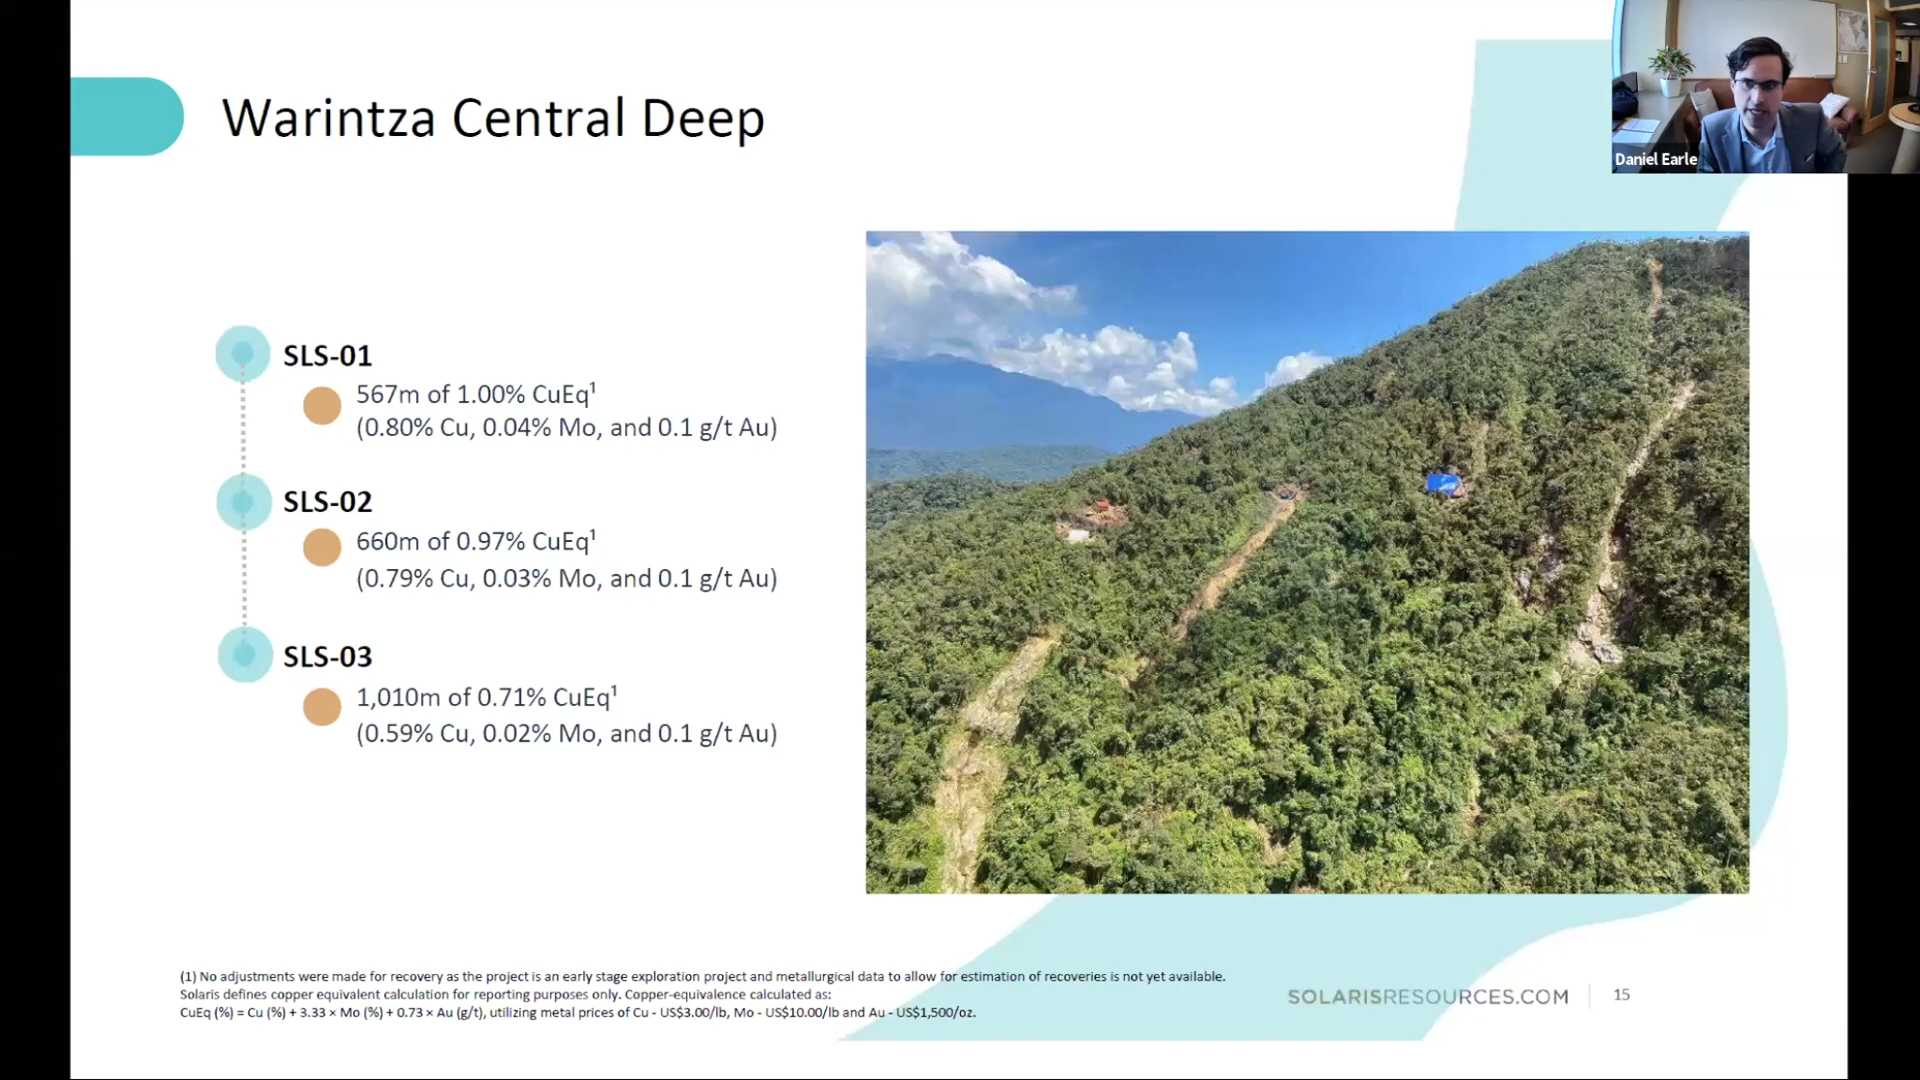 Warintza Central Deep
Daniel Earle
SLS-01
567m of 1.00% CuEq¹
(0.80% Cu, 0.04% Mo, and 0.1 g/t Au)
SLS-02
660m of 0.97% CuEq¹
(0.79% Cu, 0.03% Mo, and 0.1 g/t Au)
SLS-03
1,010m of 0.71% CuEq¹
(0.59% Cu, 0.02% Mo, and 0.1 g/t Au)
(1) No adjustments were made for recovery as the project is an early stage exploration project and metallurgical data to allow for estimation of recoveries is not yet available.
Solaris defines copper equivalent calculation for reporting purposes only. Copper-equivalence calculated as:
CuEq (%) = Cu (%) + 3.33 × Mo (%) + 0.73 × Au (g/t), utilizing metal prices of Cu - US$3.00/lb, Mo - US$10.00/lb and Au - US$1,500/oz.
SOLARISRESOURCES.COM
15